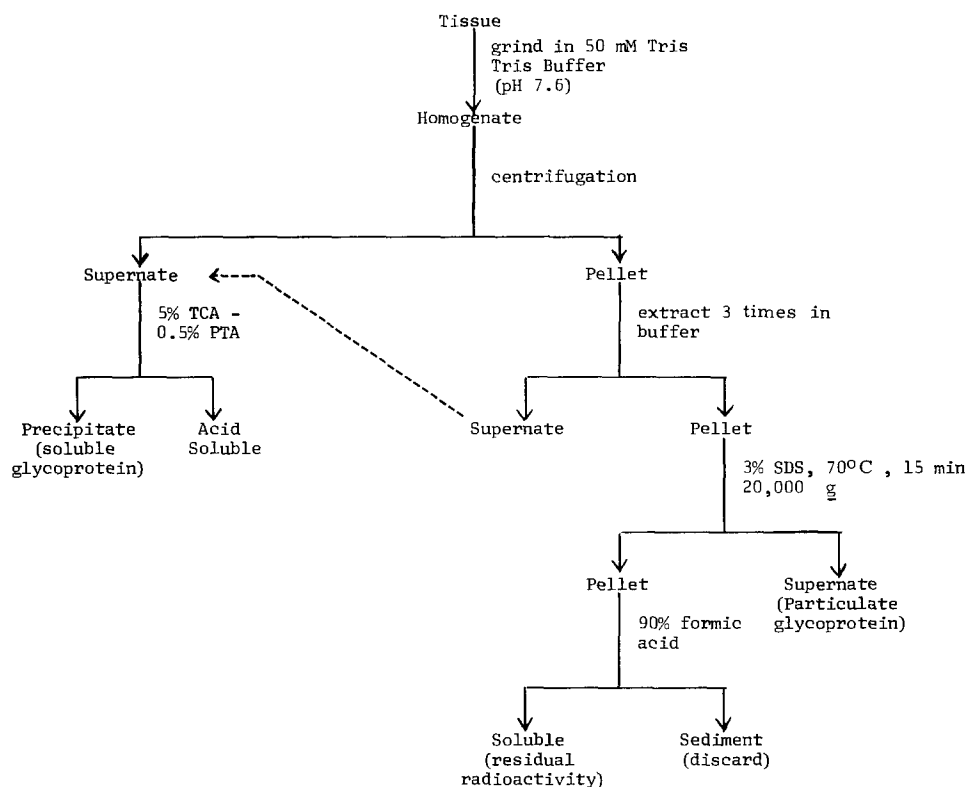 Tissue
grind in 50 mM Tris
Tris Buffer
(pH 7.6)
Homogenate
centrifugation
Supernate
Pellet
5% TCA -
0.5% PTA
extract 3 times in
buffer
Precipitate
(soluble
glycoprotein)
Acid
Soluble
Supernate
Pellet
3% SDS, 70°C , 15 min
20,000 g
Pellet
Supernate
(Particulate
glycoprotein)
90% formic
acid
Soluble
(residual
radioactivity)
Sediment
(discard)